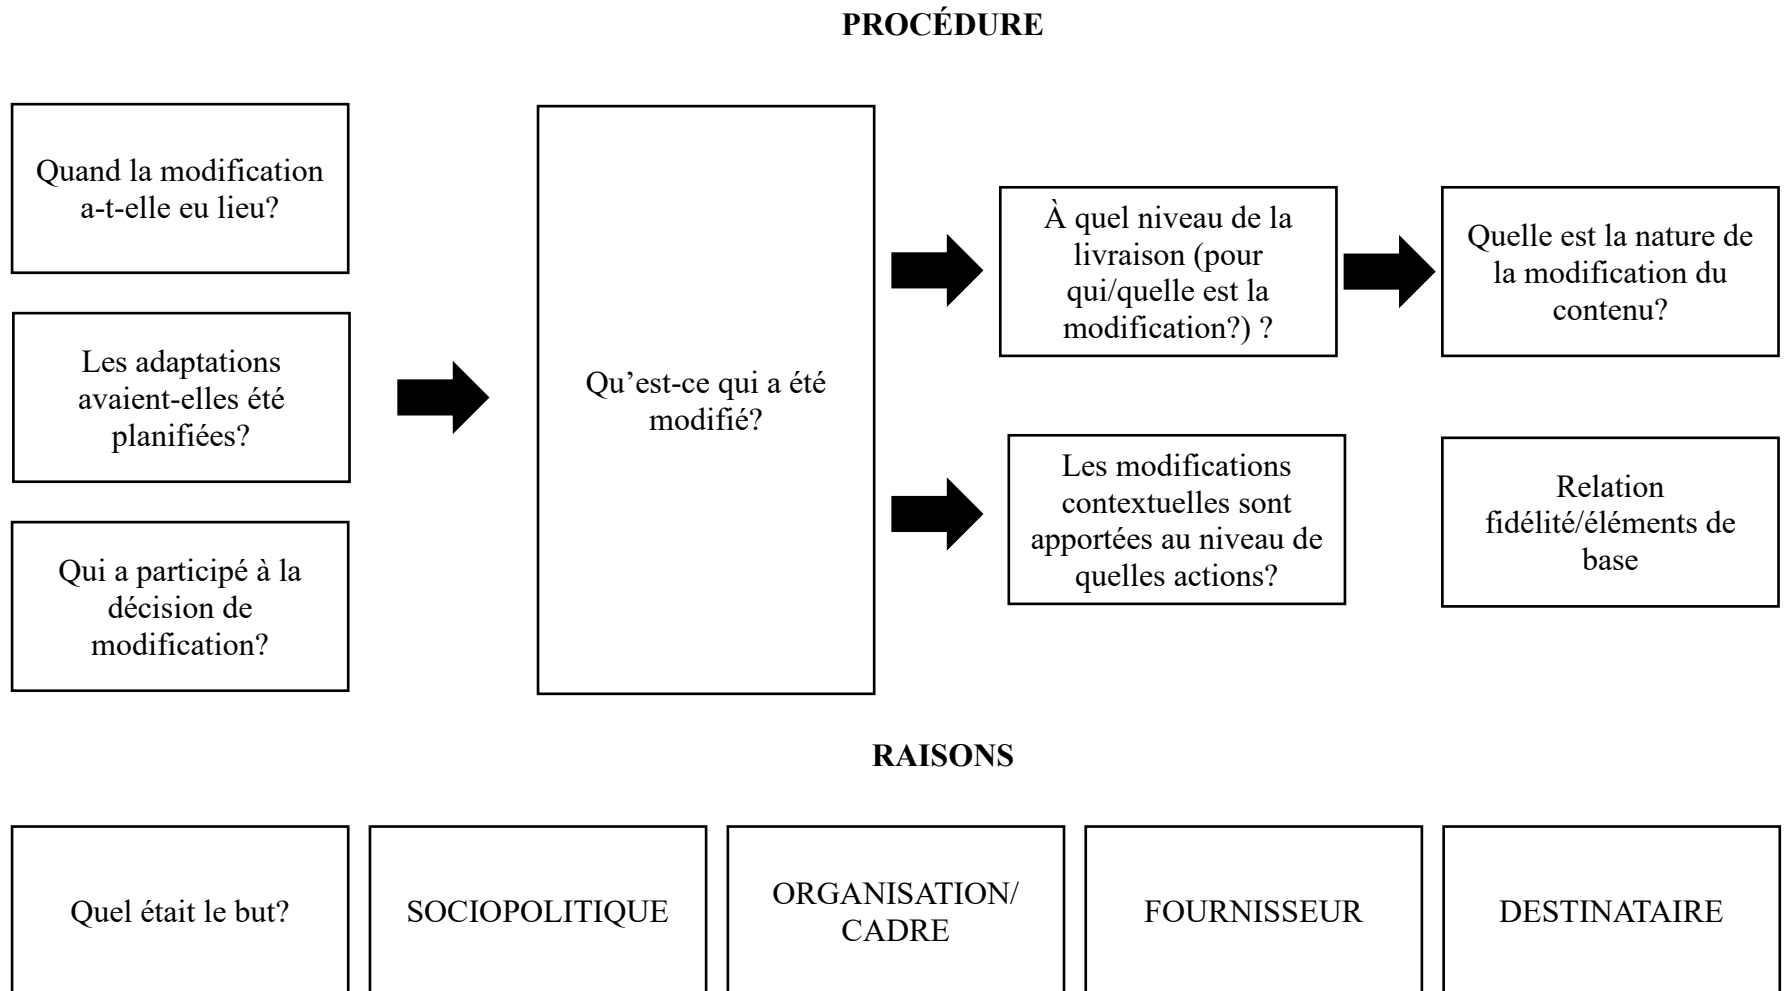 PROCÉDURE
Quand la modification
a-t-elle eu lieu?
Les adaptations
avaient-elles été
planifiées?
Qui a participé à la
décision de
modification?
Qu’est-ce qui a été
modifié?
À quel niveau de la
livraison (pour
qui/quelle est la
modification?) ?
Les modifications
contextuelles sont
apportées au niveau de
quelles actions?
Quelle est la nature de
la modification du
contenu?
Relation
fidélité/éléments de
base
RAISONS
Quel était le but?
SOCIOPOLITIQUE
ORGANISATION/
CADRE
FOURNISSEUR
DESTINATAIRE